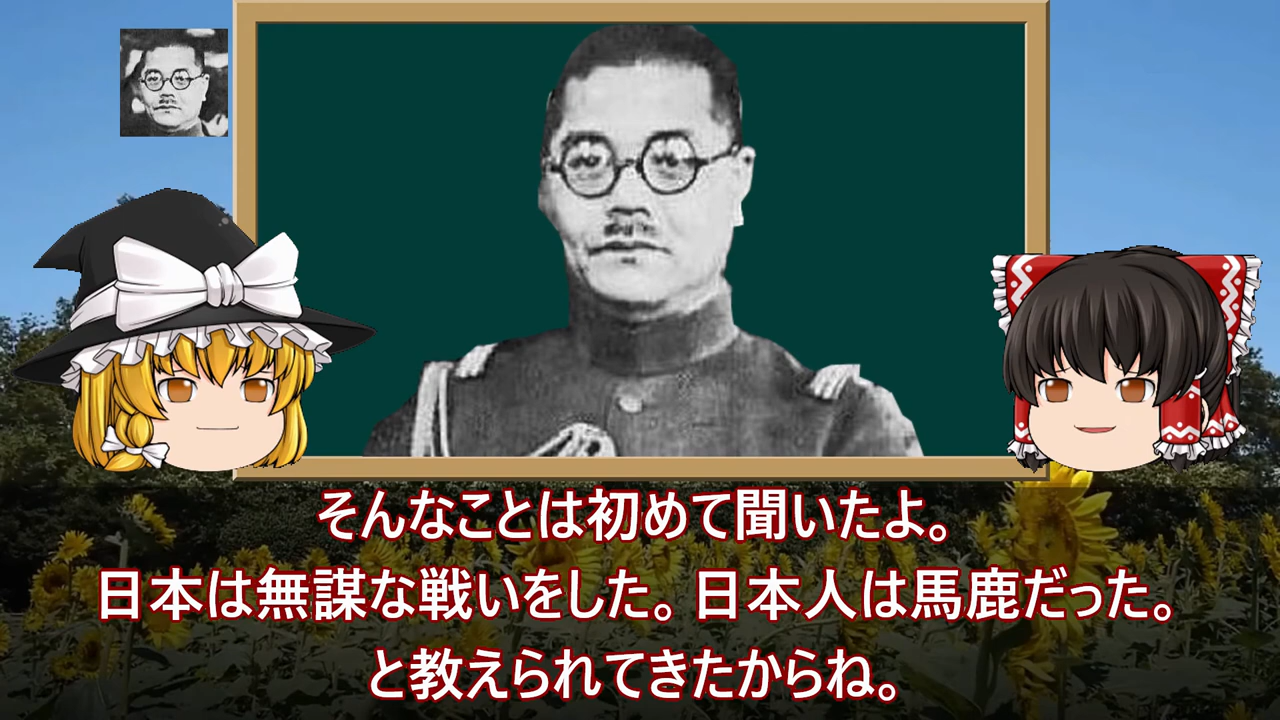 そんなことは初めて聞いたよ。
日本は無謀な戦いをした。日本人は馬鹿だった。
と教えられてきたからね。